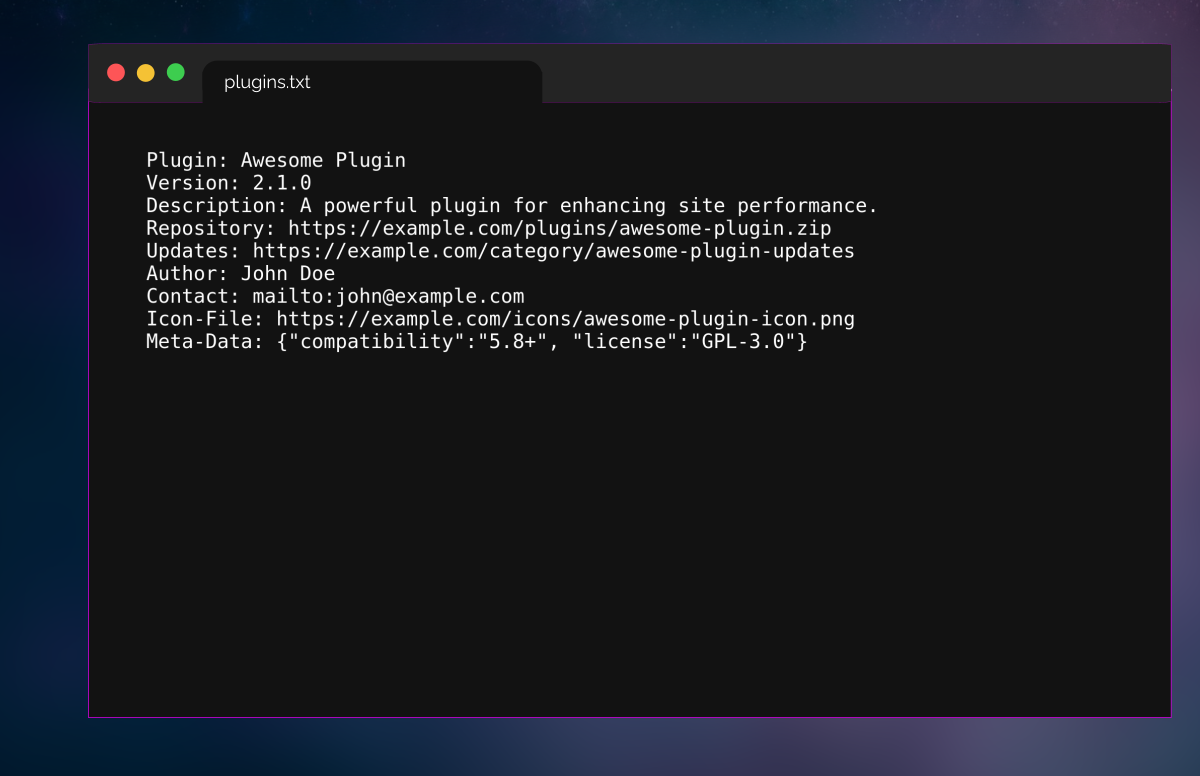 plugins.txt
Plugin: Awesome Plugin
Version: 2.1.0
Description: A powerful plugin for enhancing site performance.
Repository: https://example.com/plugins/awesome-plugin.zip
Updates: https://example.com/category/awesome-plugin-updates
Author: John Doe
Contact: mailto:john@example.com
Icon-File: https://example.com/icons/awesome-plugin-icon.png
Meta-Data: {"compatibility":"5.8+", "license":"GPL-3.0"}